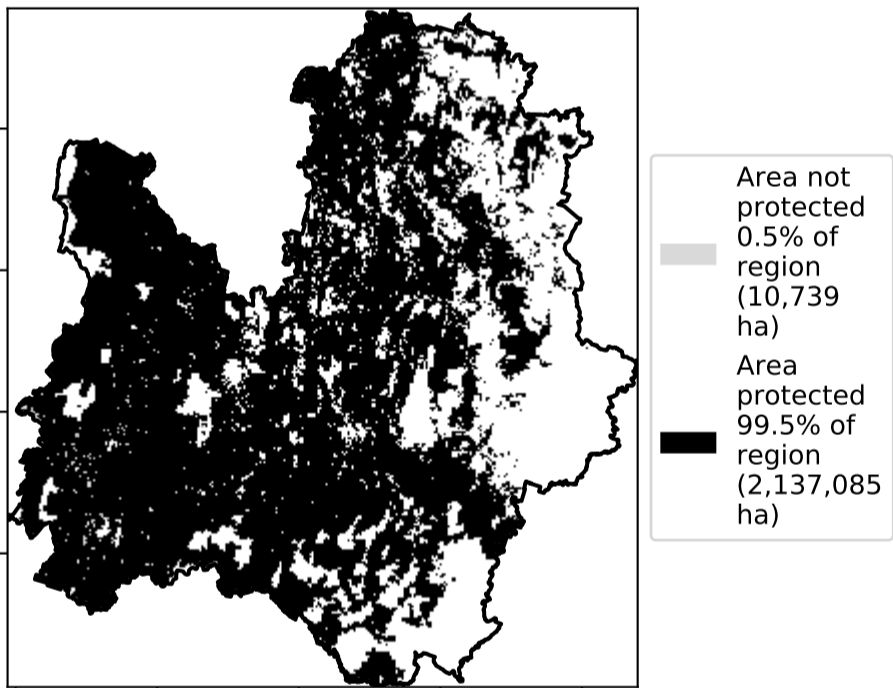 Area not
protected
0.5% of
region
(10,739
ha)
Area
protected
99.5% of
region
(2,137,085
ha)